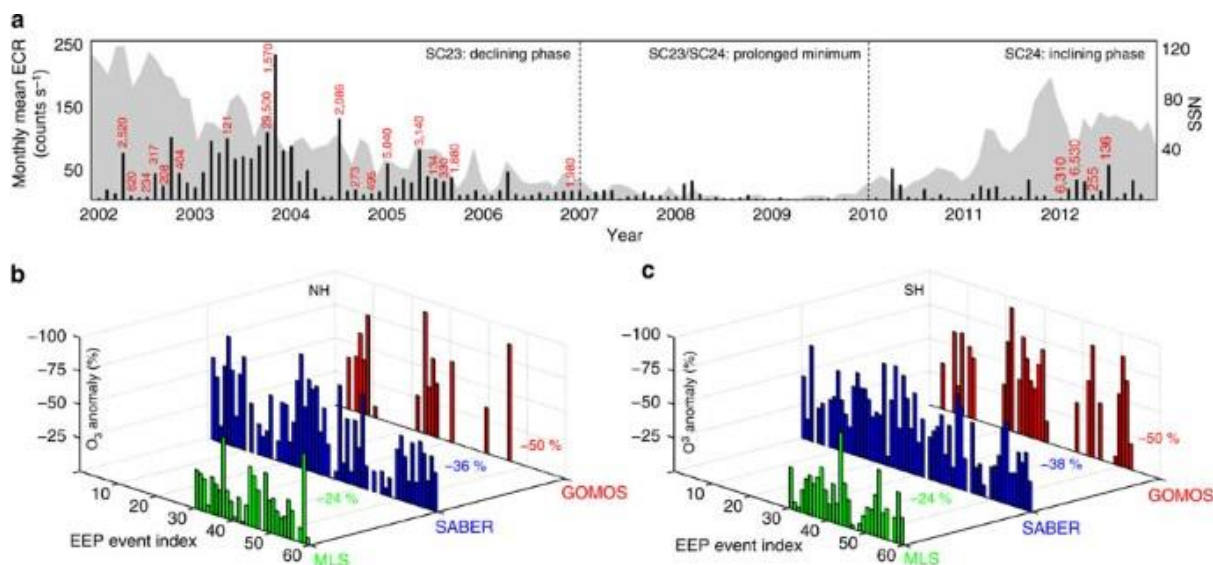 a
250
150
50
Monthly mean ECR
(counts s⁻¹)
SC23: declining phase
SC23/SC24: prolonged minimum
SC24: inclining phase
120
80
40
SSN
2,520
620
234
317
208
404
121
29,500
1,570
2,086
273
495
5,040
3,140
134
330
1,880
1,980
6,310
6,530
255
136
2002 2003 2004 2005 2006 2007 2008 2009 2010 2011 2012
Year
b
NH
−100
−75
−50
−25
O₃ anomaly (%)
−24 %
−36 %
−50 %
10 20 30 40 50 60
EEP event index
MLS
SABER
GOMOS
c
SH
−100
−75
−50
−25
O³ anomaly (%)
−24 %
−38 %
−50 %
10 20 30 40 50 60
EEP event index
MLS
SABER
GOMOS